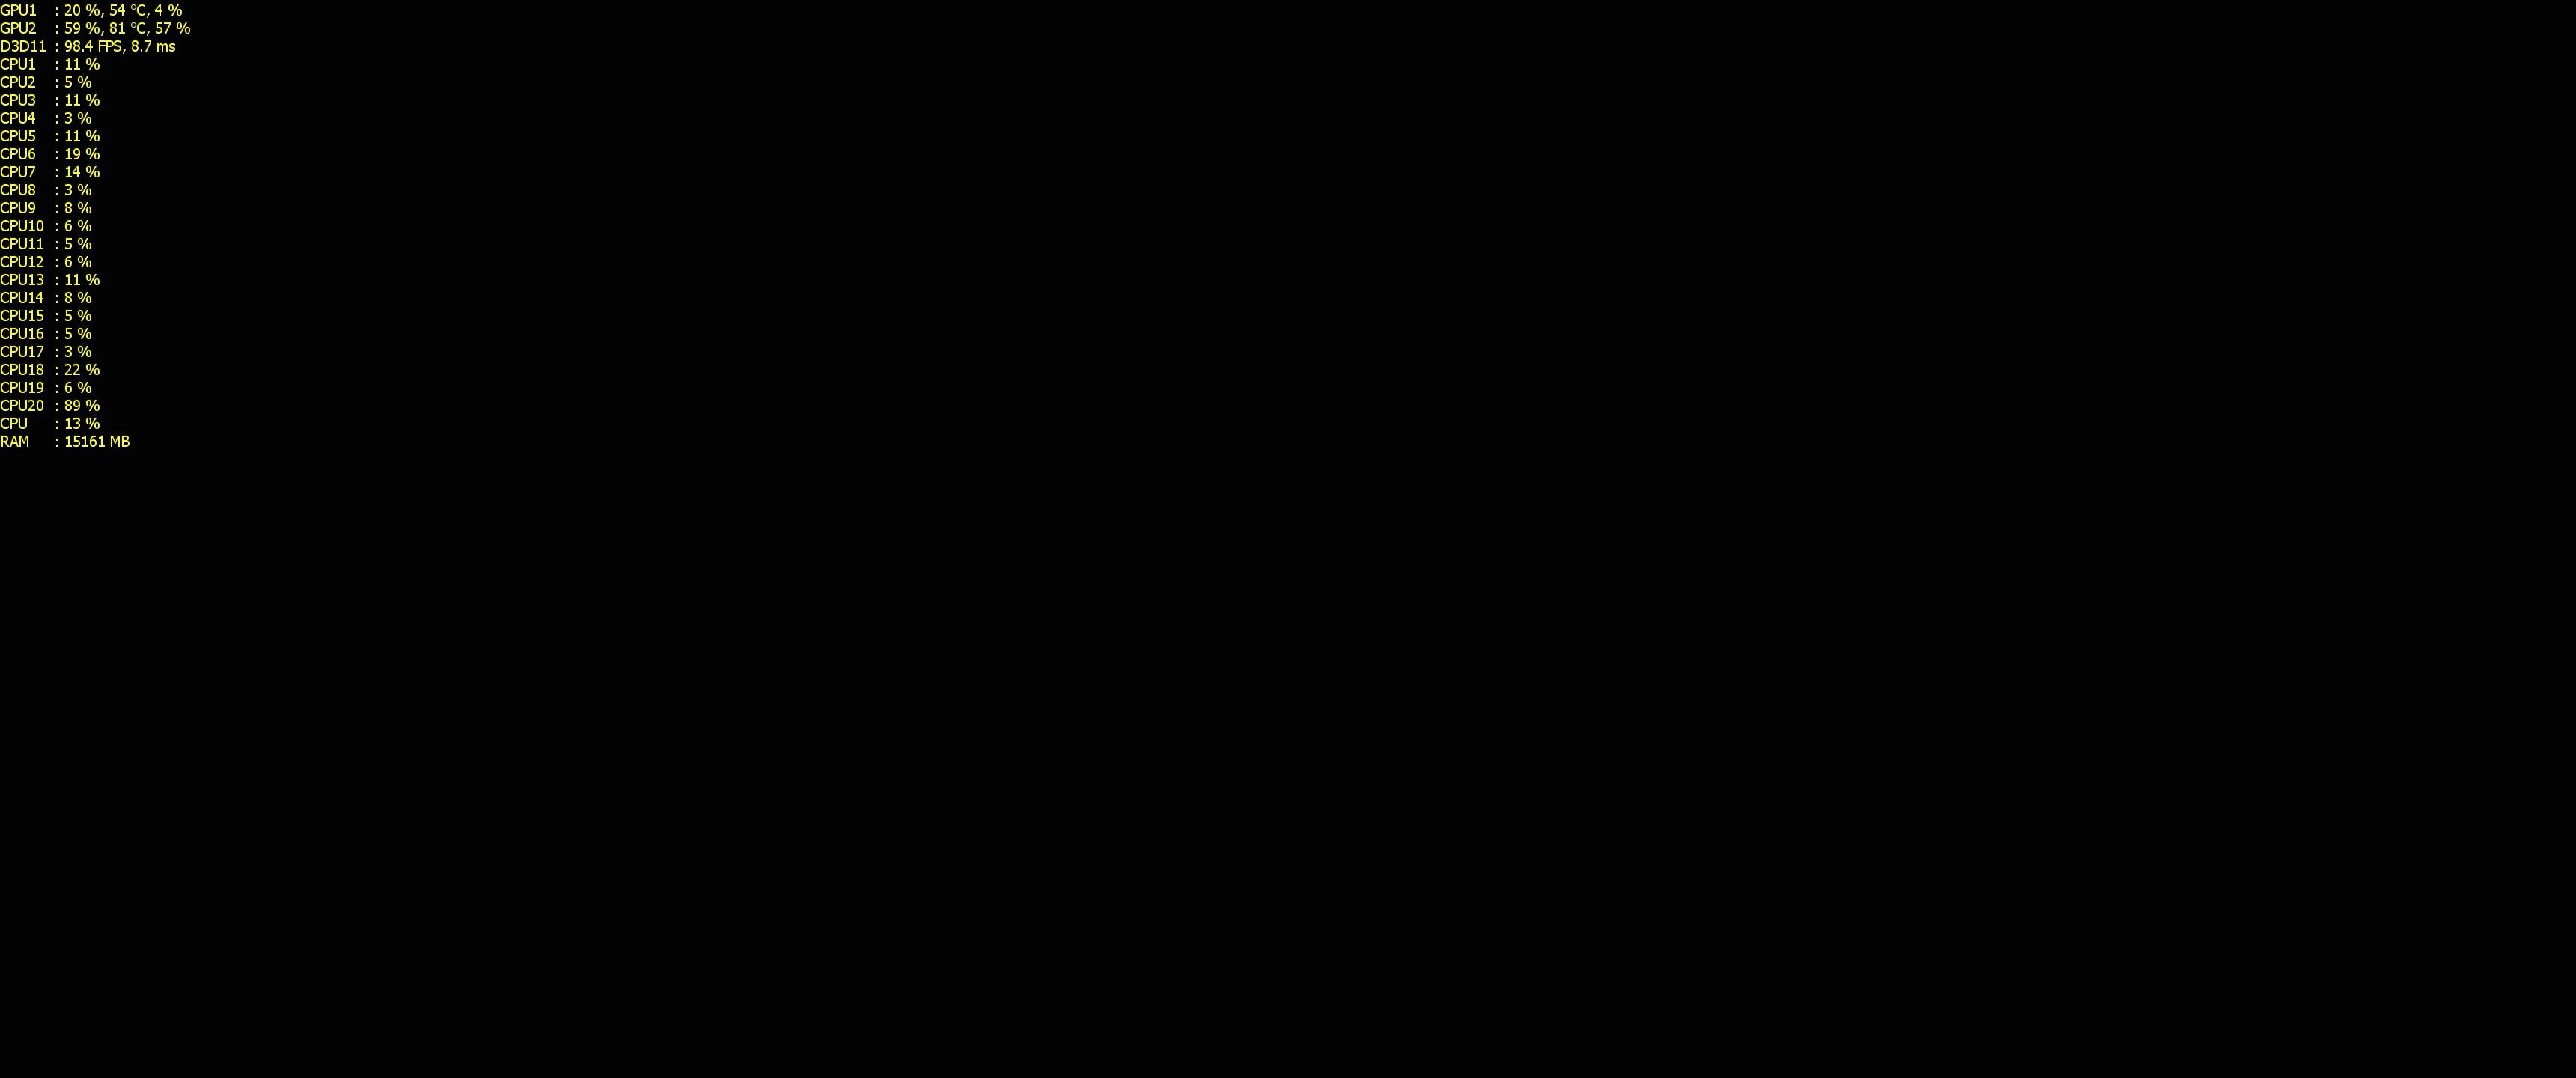 GPU1 : 20 %, 54 °C, 4 %
GPU2 : 59 %, 81 °C, 57 %
D3D11 : 98.4 FPS, 8.7 ms
CPU1 : 11 %
CPU2 : 5 %
CPU3 : 11 %
CPU4 : 3 %
CPU5 : 11 %
CPU6 : 19 %
CPU7 : 14 %
CPU8 : 3 %
CPU9 : 8 %
CPU10 : 6 %
CPU11 : 5 %
CPU12 : 6 %
CPU13 : 11 %
CPU14 : 8 %
CPU15 : 5 %
CPU16 : 5 %
CPU17 : 3 %
CPU18 : 22 %
CPU19 : 6 %
CPU20 : 89 %
CPU : 13 %
RAM : 15161 MB